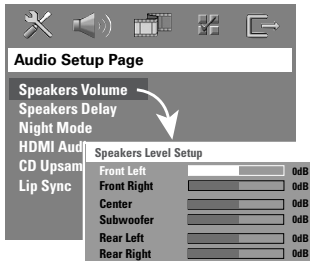 Audio Setup Page
Speakers Volume
Speakers Delay
Night Mode
HDMI Aud
CD Upsam
Lip Sync
Speakers Level Setup
Front Left 0dB
Front Right 0dB
Center 0dB
Subwoofer 0dB
Rear Left 0dB
Rear Right 0dB